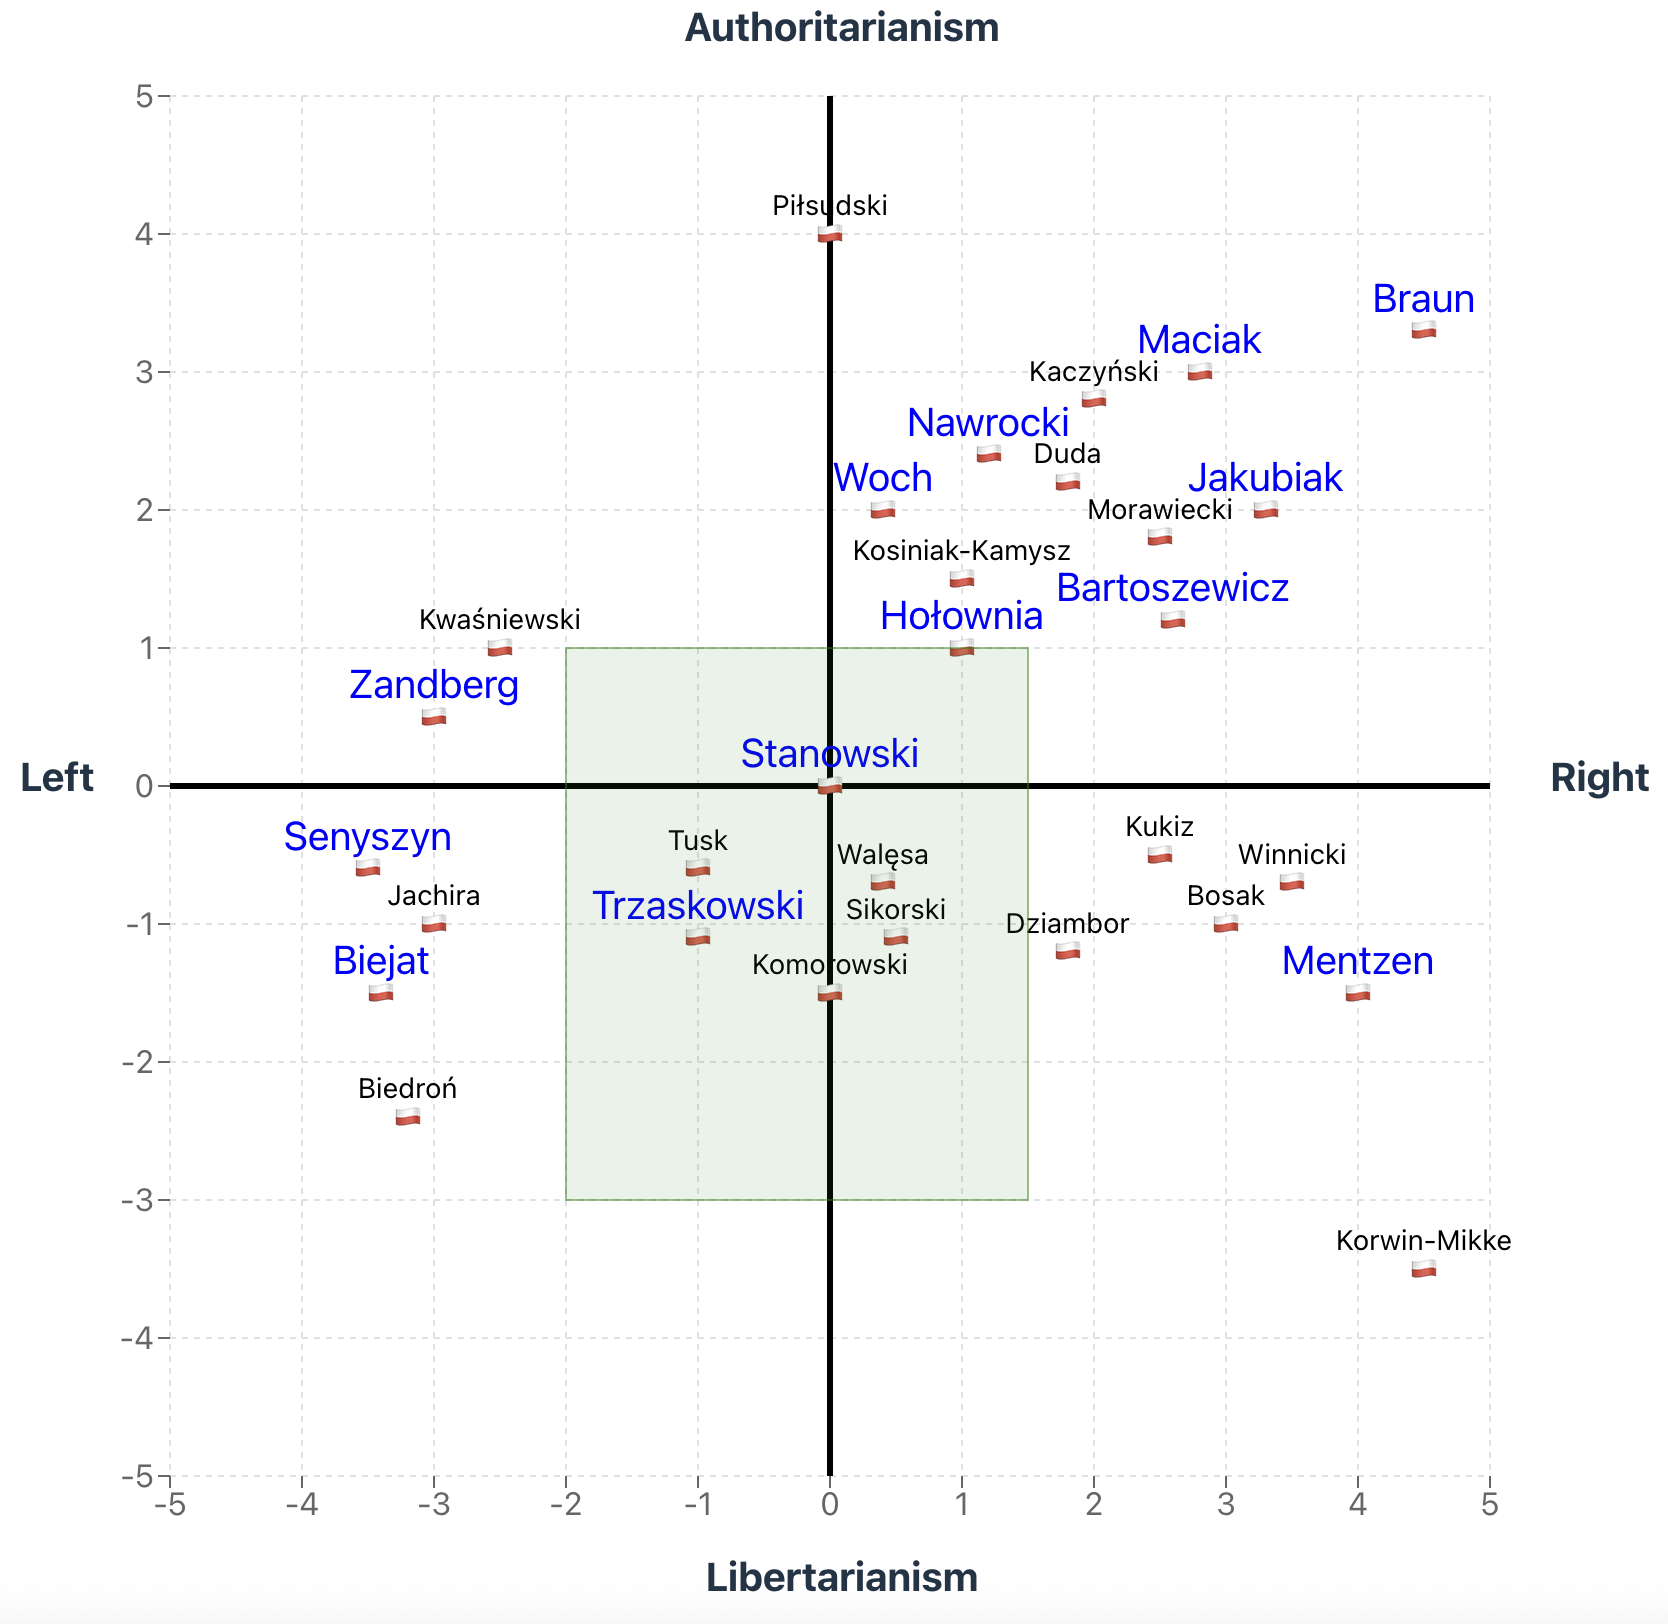 Authoritarianism
5
Piłsudski
4
Braun
Maciak
3
Kaczyński
Nawrocki
Duda
Woch
Jakubiak
2
Morawiecki
Kosiniak-Kamysz
Bartoszewicz
Hołownia
Kwaśniewski
1
Zandberg
Stanowski
Left
0
Right
Senyszyn
Tusk
Kukiz
Walęsa
Winnicki
Jachira
Trzaskowski
Sikorski
Bosak
-1
Dziambor
Biejat
Komorowski
Mentzen
-2
Biedroń
-3
Korwin-Mikke
-4
-5
-5 -4 -3 -2 -1 0 1 2 3 4 5
Libertarianism